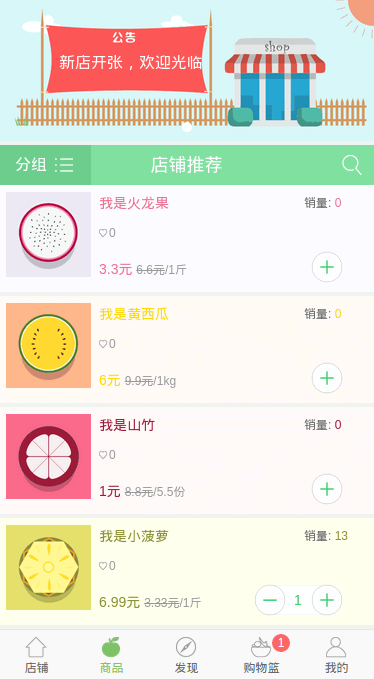 公告
新店开张，欢迎光临
shop
分组
店铺推荐
我是火龙果 销量: 0
0
3.3元 6.6元/1斤
我是黄西瓜 销量: 0
0
6元 9.9元/1kg
我是山竹 销量: 0
0
1元 8.8元/5.5份
我是小菠萝 销量: 13
0
6.99元 3.33元/1斤 1
1
店铺 商品 发现 购物篮 我的